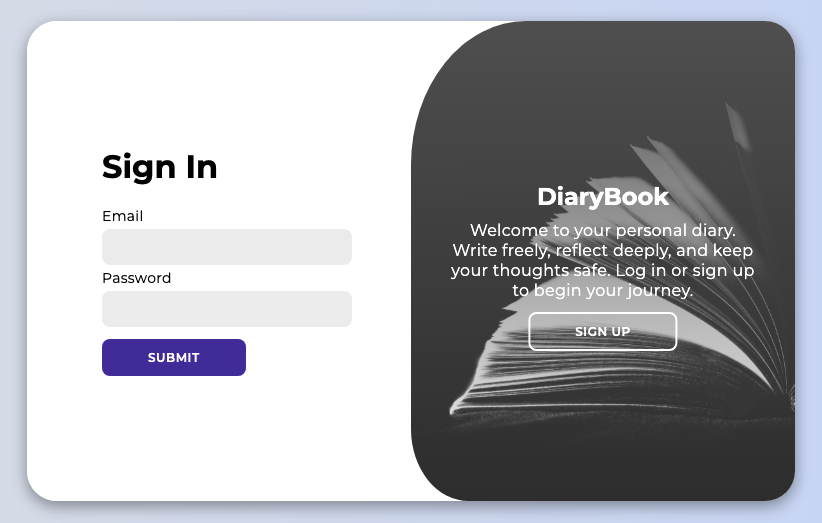 Sign In
Email
Password
SUBMIT
DiaryBook
Welcome to your personal diary.
Write freely, reflect deeply, and keep
your thoughts safe. Log in or sign up
to begin your journey.
SIGN UP